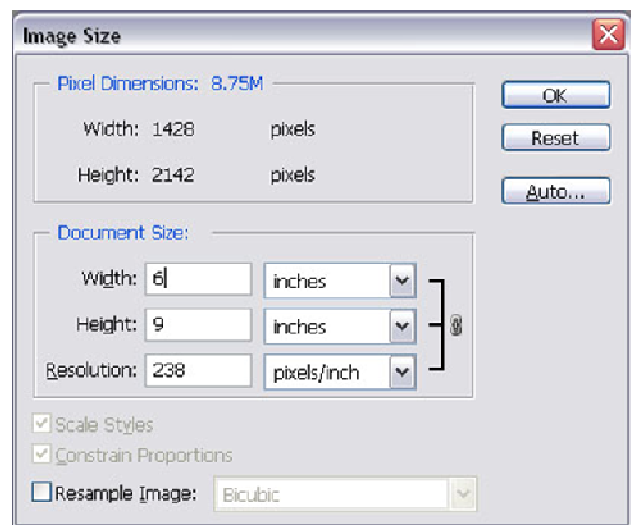 Image Size
Pixel Dimensions: 8.75M
OK
Width: 1428 pixels
Reset
Height: 2142 pixels
Auto...
Document Size:
Width: 6 inches
Height: 9 inches
Resolution: 238 pixels/inch
Scale Styles
Constrain Proportions
Resample Image: Bicubic